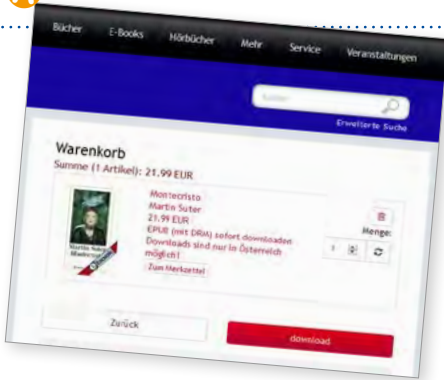 Bücher E-Books Hörbücher Mehr Service Veranstaltungen
Erweiterte Suche
Warenkorb
Summe (1 Artikel): 21.99 EUR
Montecristo
Martin Suter
21.99 EUR
EPUB (mit DRM) sofort downloaden
Downloads sind nur in Österreich
möglich!
Zum Merkzettel
Menge:
1
Martin Suter
Zurück
download